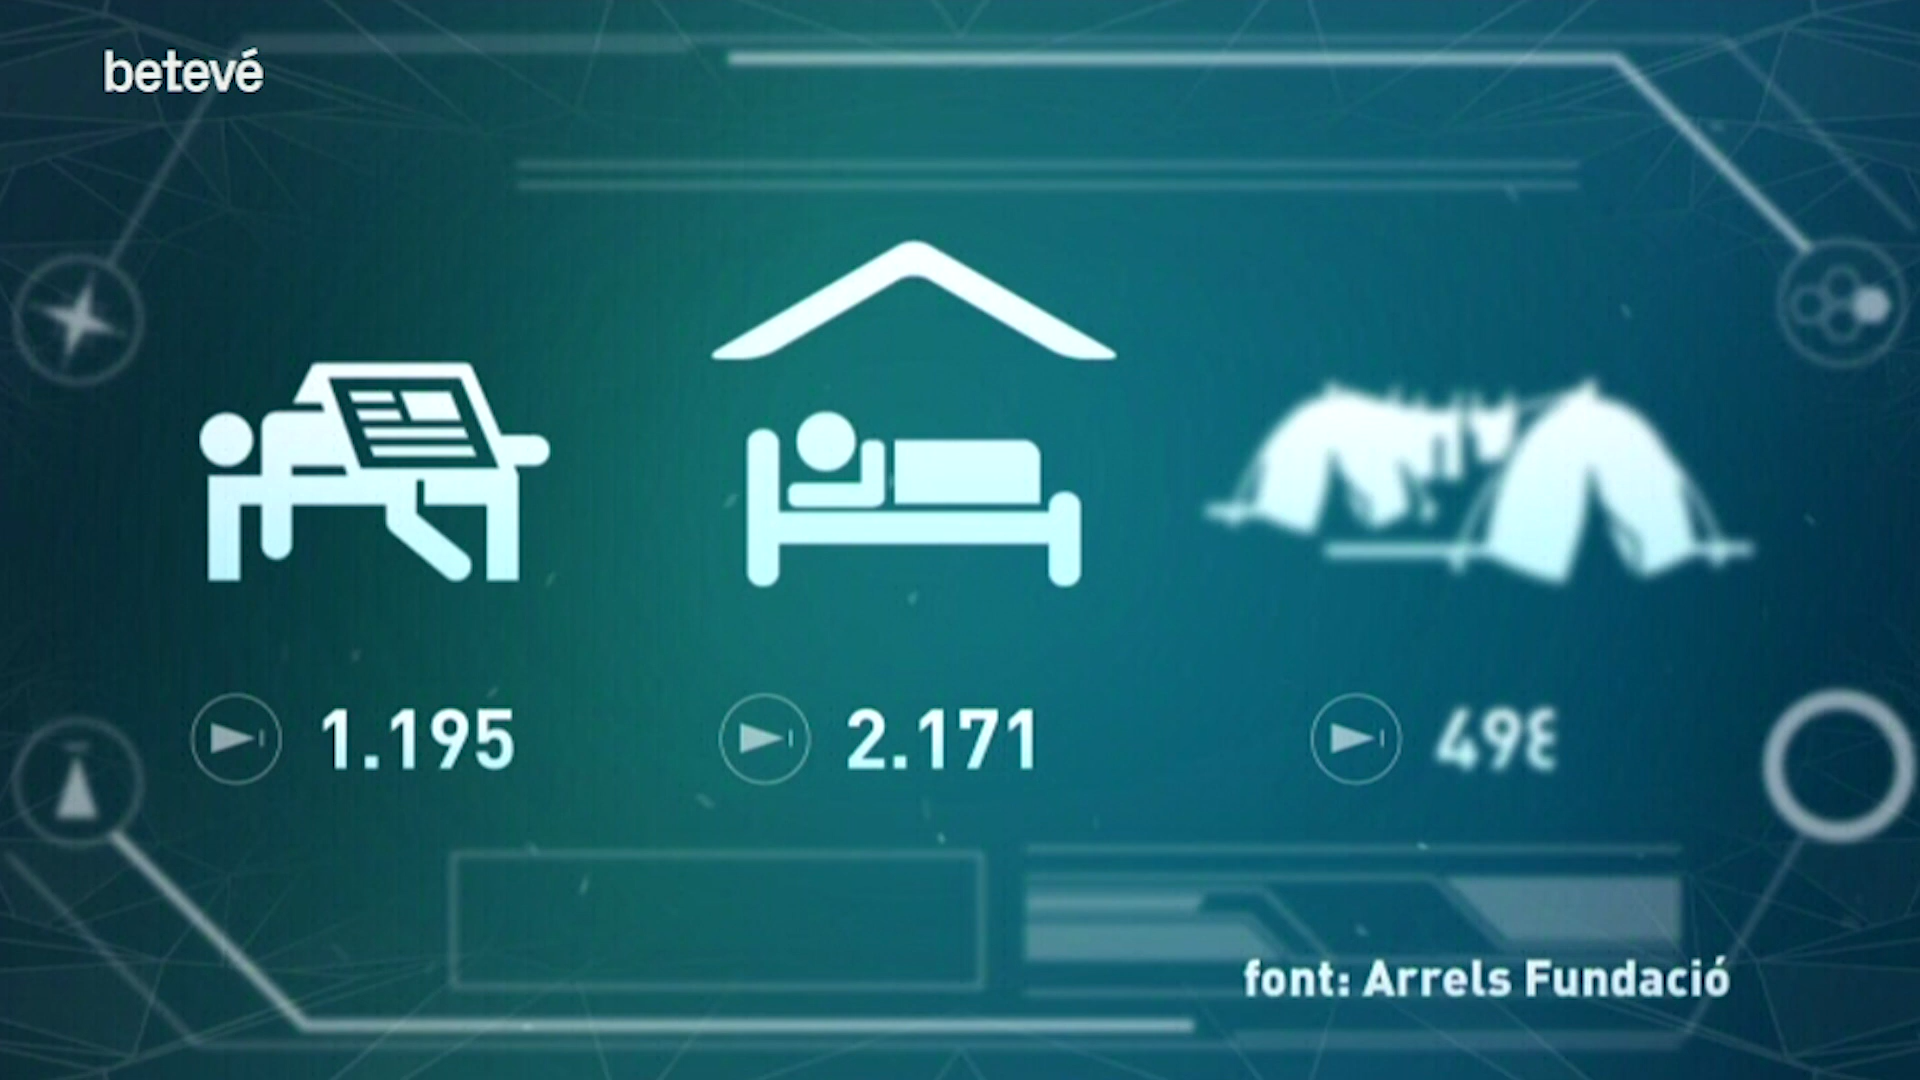 betevé
1.195
2.171
font: Arrels Fundació